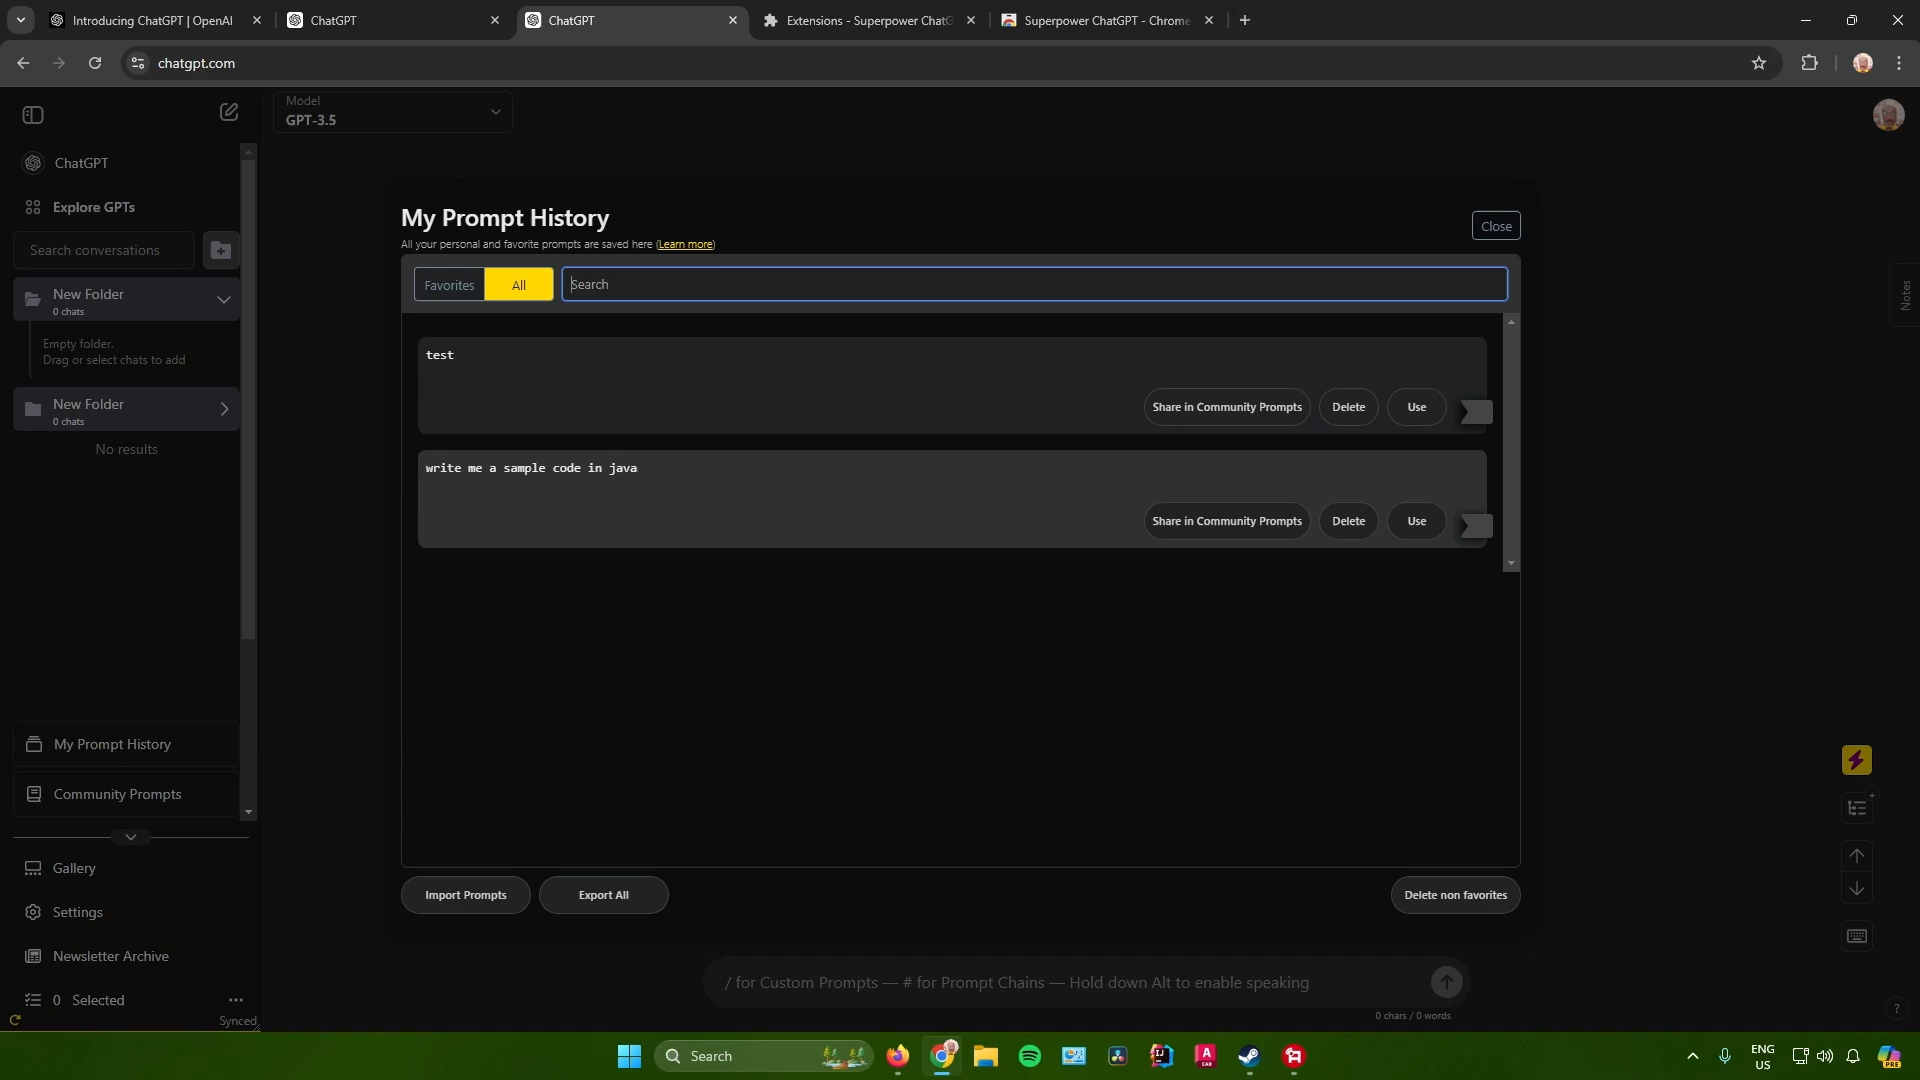 Introducing ChatGPT | OpenAI
ChatGPT
ChatGPT
Extensions - Superpower ChatG
Superpower ChatGPT - Chrome
chatgpt.com
Model
GPT-3.5
ChatGPT
Explore GPTs
Search conversations
New Folder
0 chats
Empty folder.
Drag or select chats to add
New Folder
0 chats
No results
My Prompt History
Community Prompts
Gallery
Settings
Newsletter Archive
0 Selected
Synced
My Prompt History
All your personal and favorite prompts are saved here (Learn more)
Close
Favorites
All
Search
test
Share in Community Prompts
Delete
Use
write me a sample code in java
Share in Community Prompts
Delete
Use
Import Prompts
Export All
Delete non favorites
Notes
/ for Custom Prompts — # for Prompt Chains — Hold down Alt to enable speaking
0 chars / 0 words
?
Search
ENG
US